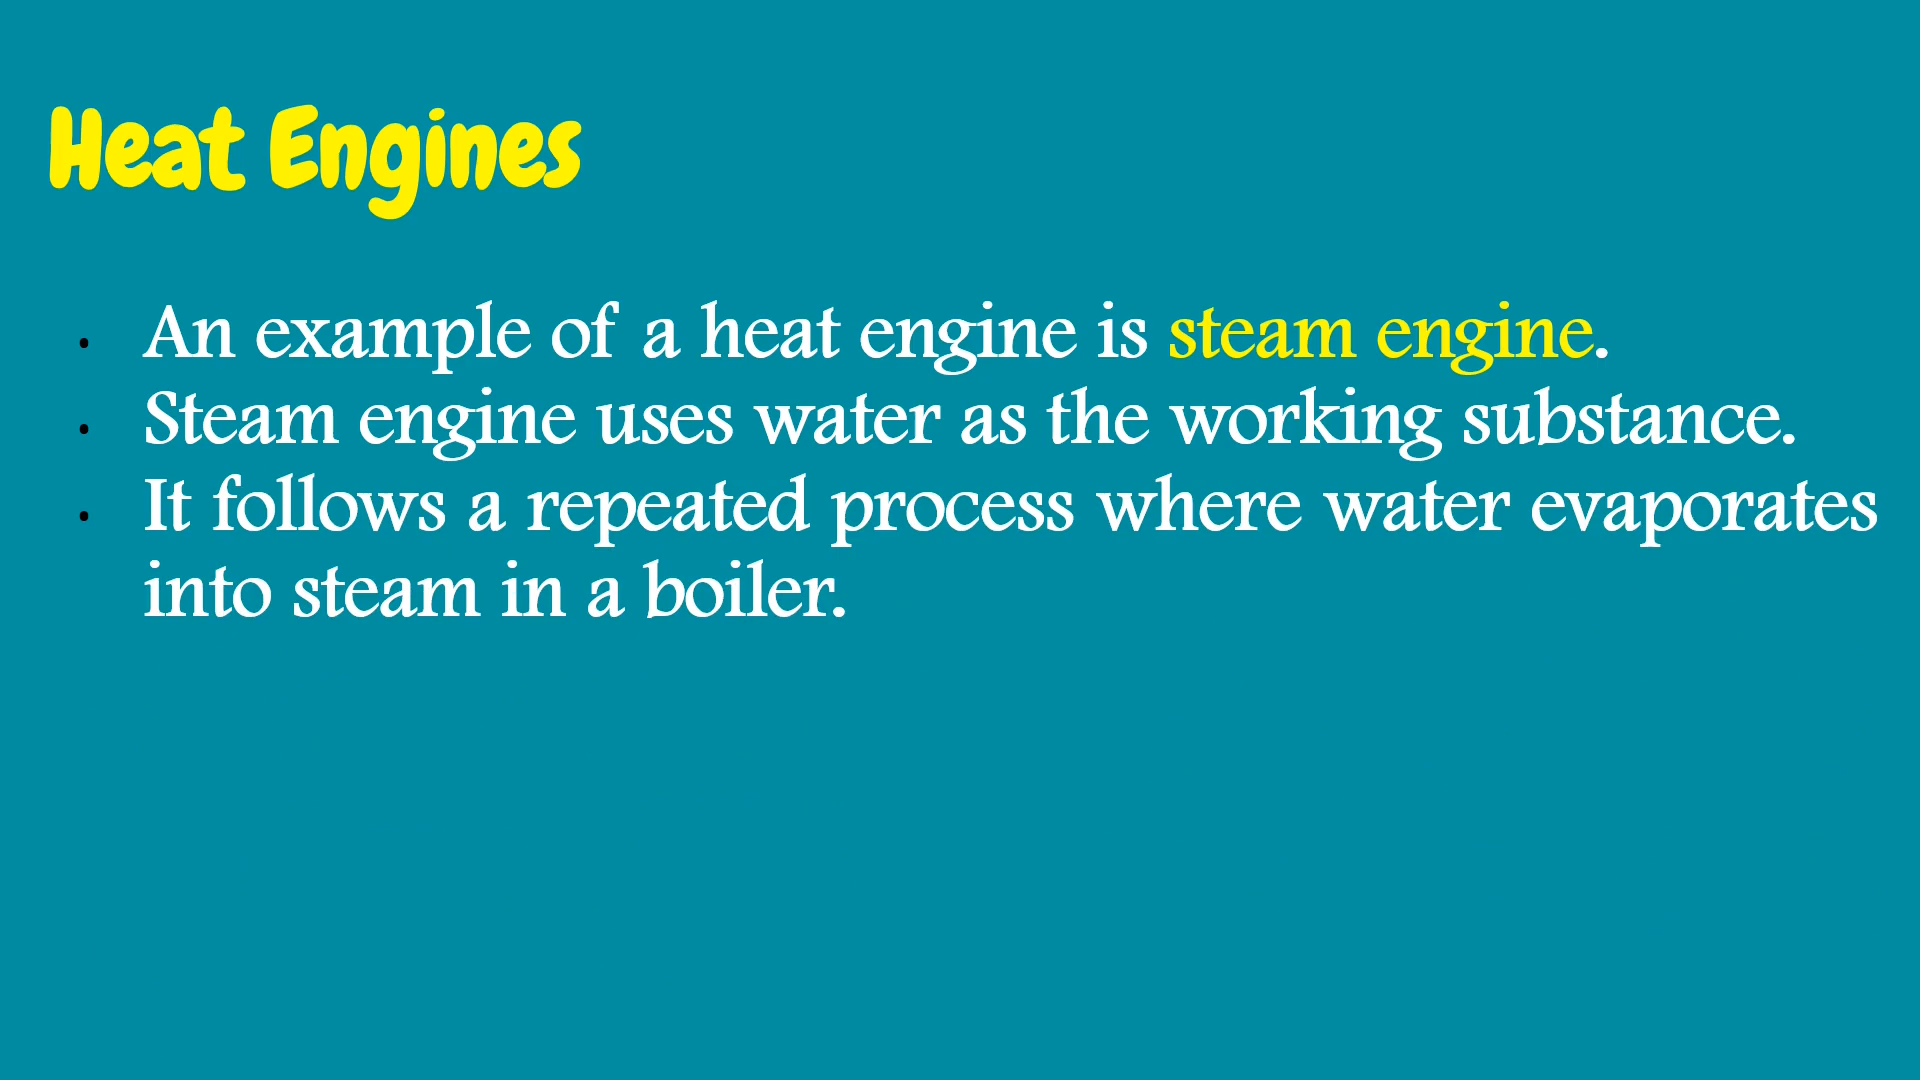 Heat Engines
• An example of a heat engine is steam engine.
• Steam engine uses water as the working substance.
• It follows a repeated process where water evaporates
into steam in a boiler.